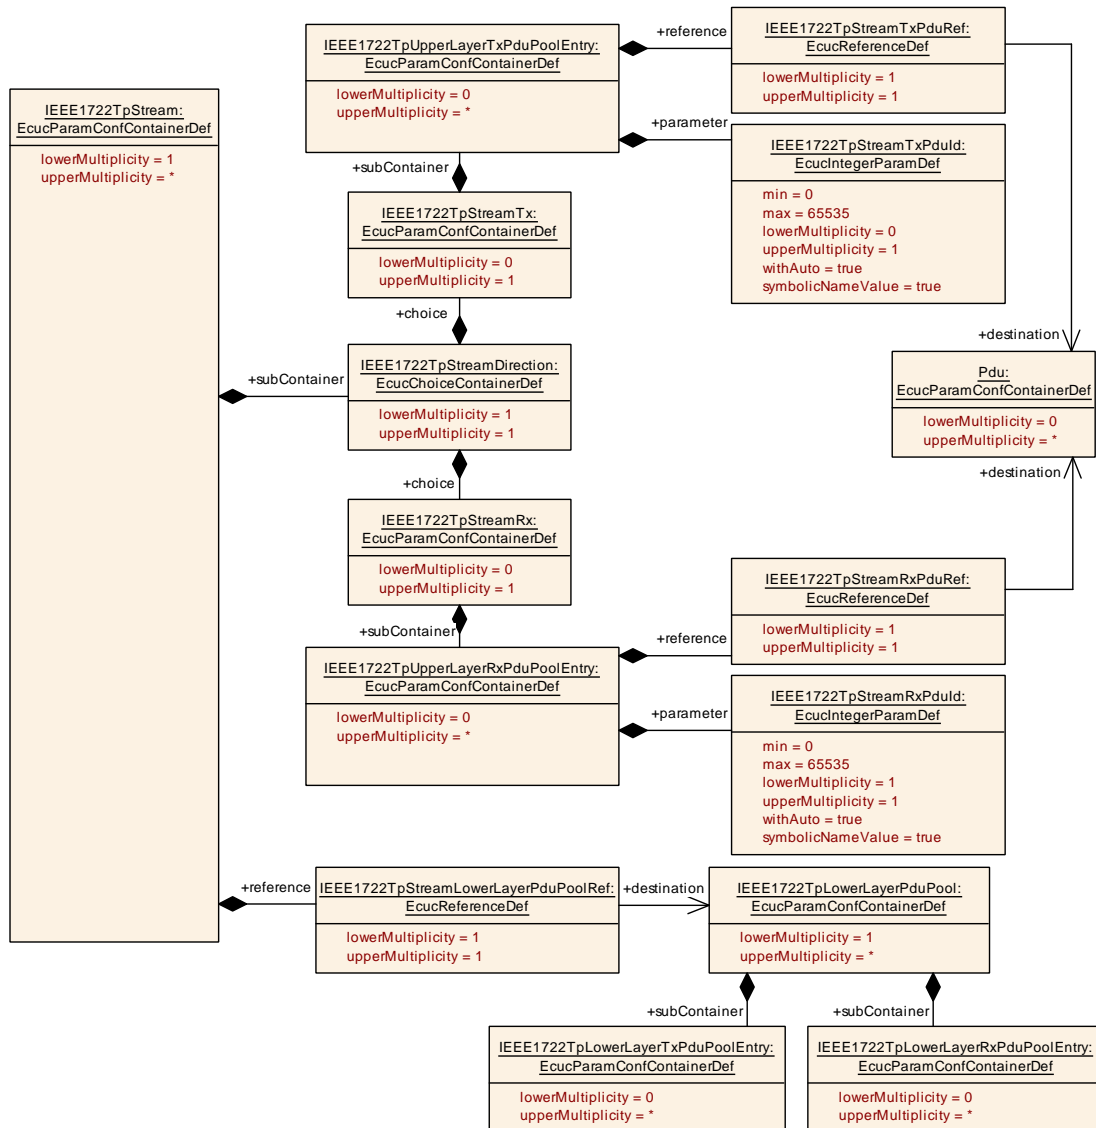 IEEE1722TpStream:
EcucParamConfContainerDef
lowerMultiplicity = 1
upperMultiplicity = *
IEEE1722TpUpperLayerTxPduPoolEntry:
EcucParamConfContainerDef
lowerMultiplicity = 0
upperMultiplicity = *
+reference
IEEE1722TpStreamTxPduRef:
EcucReferenceDef
lowerMultiplicity = 1
upperMultiplicity = 1
+parameter
IEEE1722TpStreamTxPduId:
EcucIntegerParamDef
min = 0
max = 65535
lowerMultiplicity = 0
upperMultiplicity = 1
withAuto = true
symbolicNameValue = true
+subContainer
IEEE1722TpStreamTx:
EcucParamConfContainerDef
lowerMultiplicity = 0
upperMultiplicity = 1
+choice
+destination
+subContainer
IEEE1722TpStreamDirection:
EcucChoiceContainerDef
lowerMultiplicity = 1
upperMultiplicity = 1
Pdu:
EcucParamConfContainerDef
lowerMultiplicity = 0
upperMultiplicity = *
+destination
+choice
IEEE1722TpStreamRx:
EcucParamConfContainerDef
lowerMultiplicity = 0
upperMultiplicity = 1
+subContainer
IEEE1722TpUpperLayerRxPduPoolEntry:
EcucParamConfContainerDef
lowerMultiplicity = 0
upperMultiplicity = *
+reference
IEEE1722TpStreamRxPduRef:
EcucReferenceDef
lowerMultiplicity = 1
upperMultiplicity = 1
+parameter
IEEE1722TpStreamRxPduId:
EcucIntegerParamDef
min = 0
max = 65535
lowerMultiplicity = 1
upperMultiplicity = 1
withAuto = true
symbolicNameValue = true
+reference
IEEE1722TpStreamLowerLayerPduPoolRef:
EcucReferenceDef
lowerMultiplicity = 1
upperMultiplicity = 1
+destination
IEEE1722TpLowerLayerPduPool:
EcucParamConfContainerDef
lowerMultiplicity = 1
upperMultiplicity = *
+subContainer
+subContainer
IEEE1722TpLowerLayerTxPduPoolEntry:
EcucParamConfContainerDef
lowerMultiplicity = 0
upperMultiplicity = *
IEEE1722TpLowerLayerRxPduPoolEntry:
EcucParamConfContainerDef
lowerMultiplicity = 0
upperMultiplicity = *